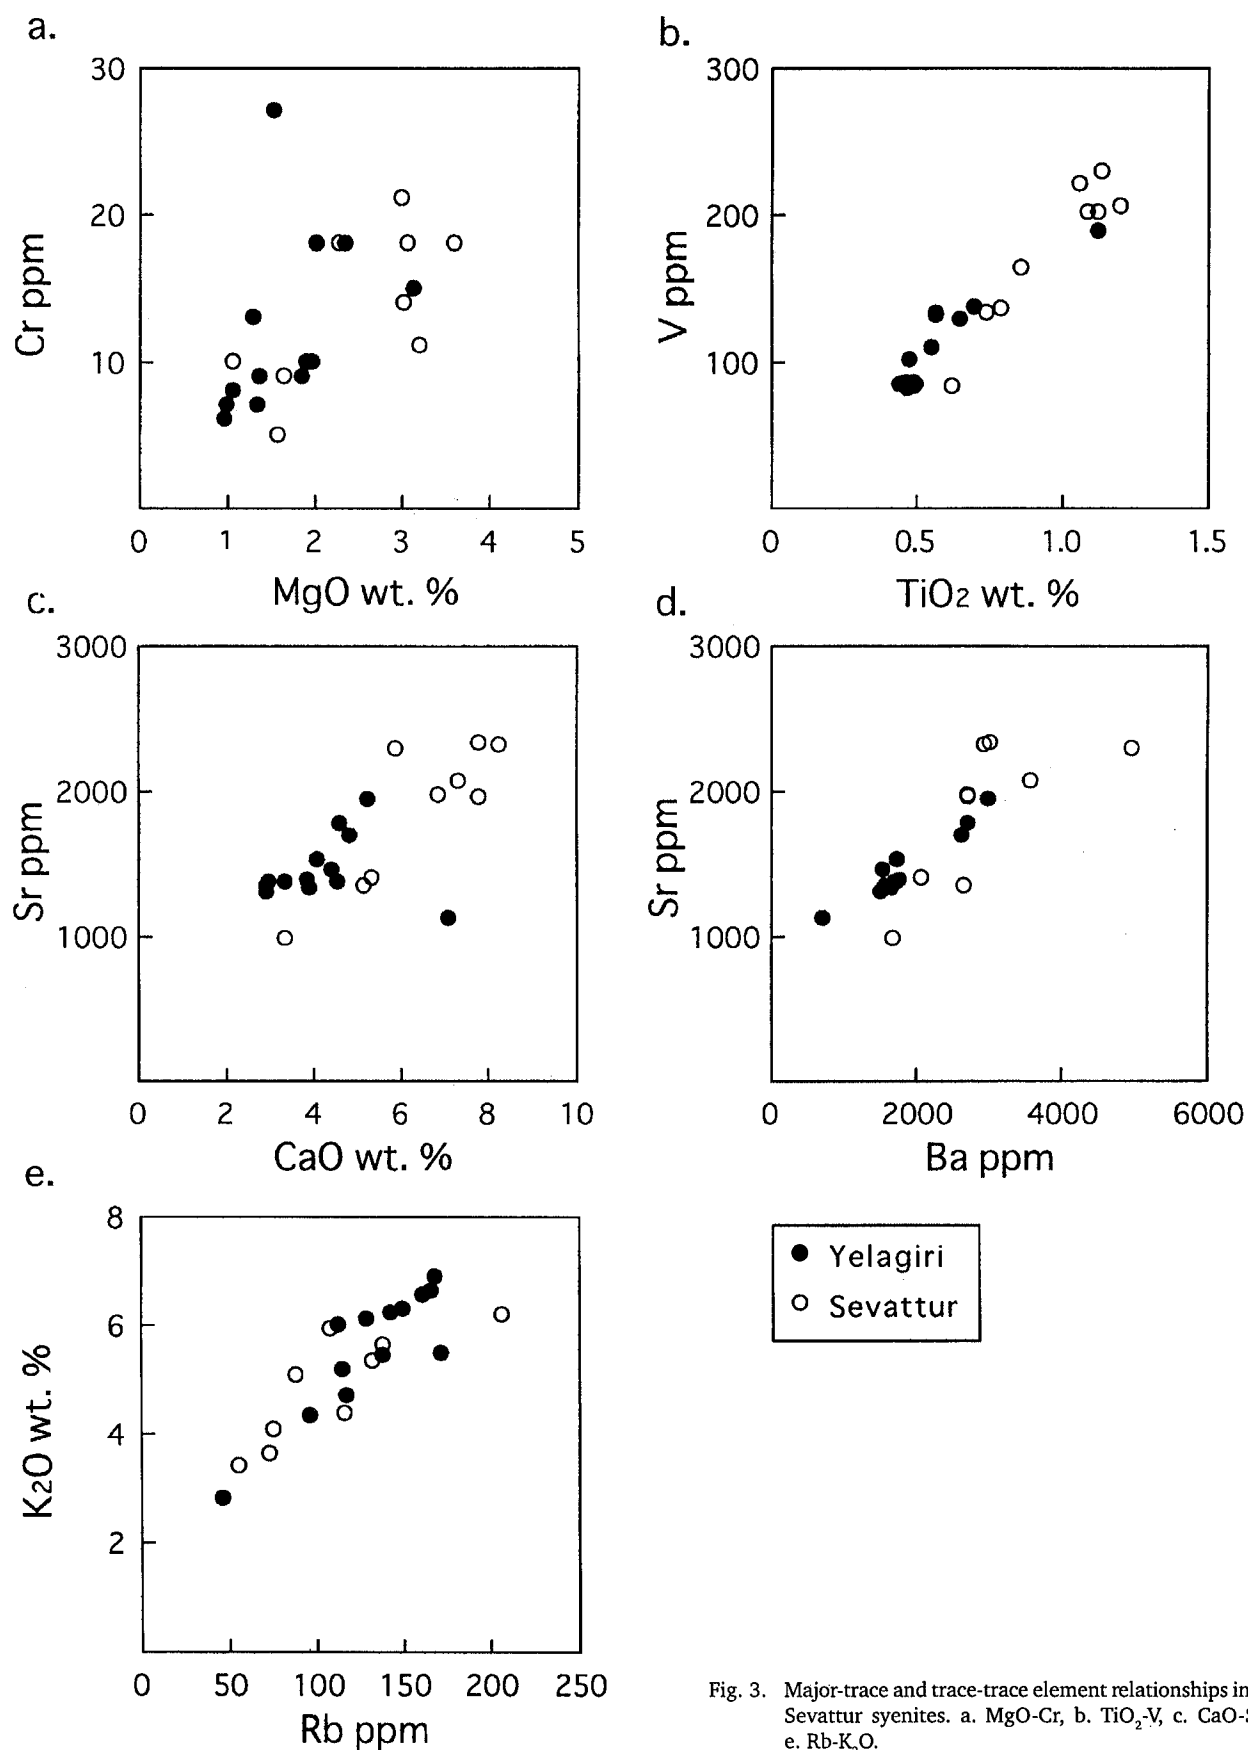 a.
30
20
10
Cr ppm
0 1 2 3 4 5
MgO wt. %
b.
300
200
100
V ppm
0 0.5 1.0 1.5
TiO2 wt. %
c.
3000
2000
1000
Sr ppm
0 2 4 6 8 10
CaO wt. %
d.
3000
2000
1000
Sr ppm
0 2000 4000 6000
Ba ppm
e.
8
6
4
2
K2O wt. %
0 50 100 150 200 250
Rb ppm
Yelagiri
Sevattur
Fig. 3. Major-trace and trace-trace element relationships in
Sevattur syenites. a. MgO-Cr, b. TiO₂-V, c. CaO-
e. Rb-K₂O.